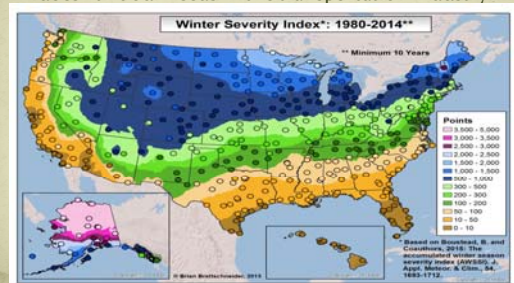 Winter Severity Index*: 1980-2014**
** Minimum 10 Years
Points
3,500 - 5,000
3,000 - 3,500
2,500 - 3,000
2,000 - 2,500
1,500 - 2,000
1,000 - 1,500
500 - 1,000
300 - 500
200 - 300
100 - 200
50 - 100
10 - 50
0 - 10
* Based on Boustead, B. and
Coauthors, 2015: The
accumulated winter season
severity index (AWSSI). J.
Appl. Meteor. & Clim., 54,
1693-1712.
© Brian Brettschneider, 2015